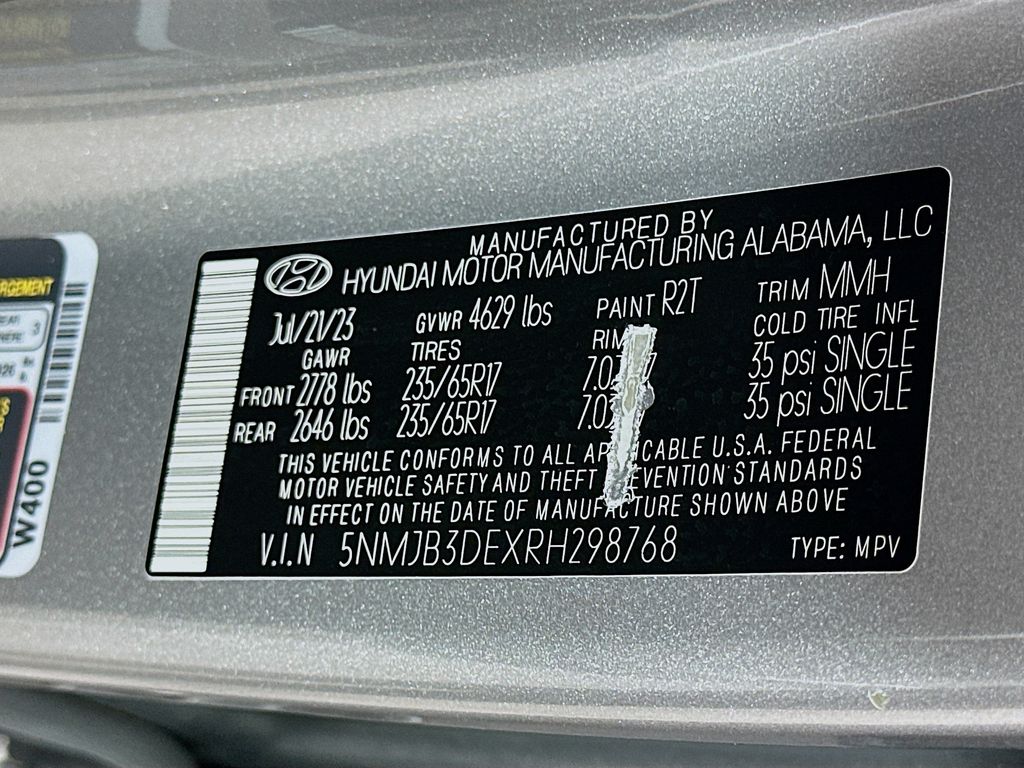 MANUFACTURED BY
HYUNDAI MOTOR MANUFACTURING ALABAMA, LLC
Jul/21/23 GVWR 4629 lbs PAINT R2T TRIM MMH
GAWR TIRES RIM COLD TIRE INFL
FRONT 2778 lbs 235/65R17 35 psi SINGLE
REAR 2646 lbs 235/65R17 35 psi SINGLE
THIS VEHICLE CONFORMS TO ALL U.S.A. FEDERAL
MOTOR VEHICLE SAFETY AND THEFT STANDARDS
IN EFFECT ON THE DATE OF MANUFACTURE SHOWN ABOVE
V.I.N 5NMJB3DEXRH298768 TYPE: MPV
W400